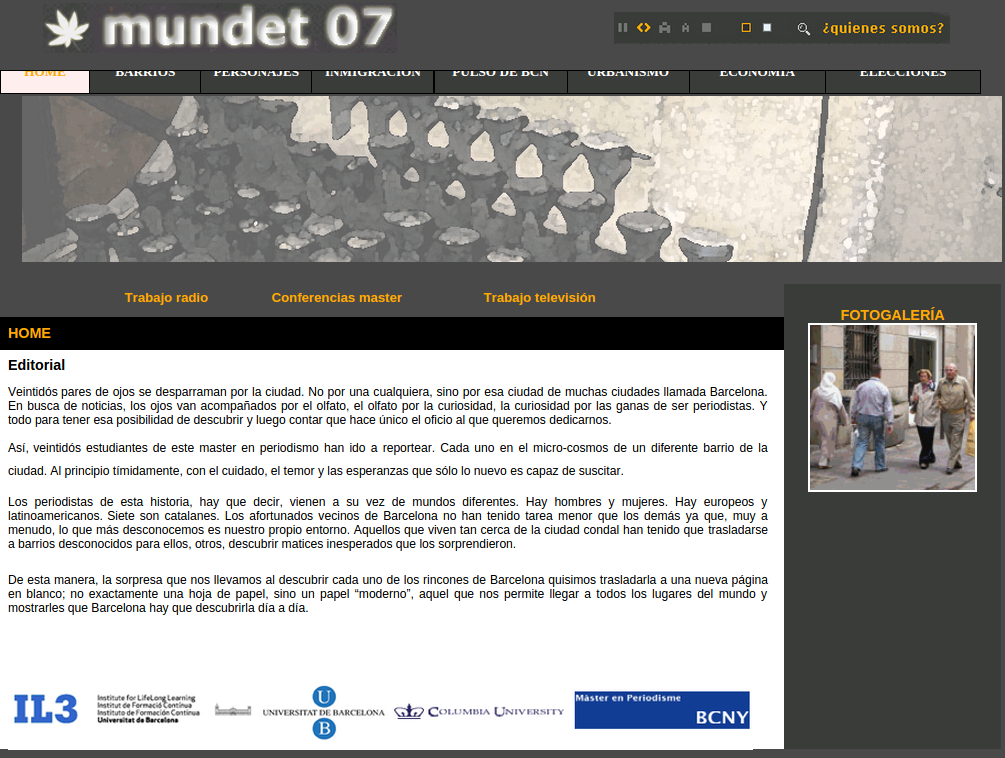 mundet 07
¿quienes somos?
HOME BARRIOS PERSONAJES INMIGRACIÓN PULSO DE BCN URBANISMO ECONOMÍA ELECCIONES
Trabajo radio Conferencias master Trabajo televisión
FOTOGALERÍA
HOME
Editorial
Veintidós pares de ojos se desparraman por la ciudad. No por una cualquiera, sino por esa ciudad de muchas ciudades llamada Barcelona.
En busca de noticias, los ojos van acompañados por el olfato, el olfato por la curiosidad, la curiosidad por las ganas de ser periodistas. Y
todo para tener esa posibilidad de descubrir y luego contar que hace único el oficio al que queremos dedicarnos.
Así, veintidós estudiantes de este master en periodismo han ido a reportear. Cada uno en el micro-cosmos de un diferente barrio de la
ciudad. Al principio tímidamente, con el cuidado, el temor y las esperanzas que sólo lo nuevo es capaz de suscitar.
Los periodistas de esta historia, hay que decir, vienen a su vez de mundos diferentes. Hay hombres y mujeres. Hay europeos y
latinoamericanos. Siete son catalanes. Los afortunados vecinos de Barcelona no han tenido tarea menor que los demás ya que, muy a
menudo, lo que más desconocemos es nuestro propio entorno. Aquellos que viven tan cerca de la ciudad condal han tenido que trasladarse
a barrios desconocidos para ellos, otros, descubrir matices inesperados que los sorprendieron.
De esta manera, la sorpresa que nos llevamos al descubrir cada uno de los rincones de Barcelona quisimos trasladarla a una nueva página
en blanco; no exactamente una hoja de papel, sino un papel “moderno”, aquel que nos permite llegar a todos los lugares del mundo y
mostrarles que Barcelona hay que descubrirla día a día.
IL3
Institute for LifeLong Learning
Institut de Formació Contínua
Instituto de Formación Continua
Universitat de Barcelona
U
UNIVERSITAT DE BARCELONA
B
COLUMBIA UNIVERSITY
Màster en Periodisme
BCNY